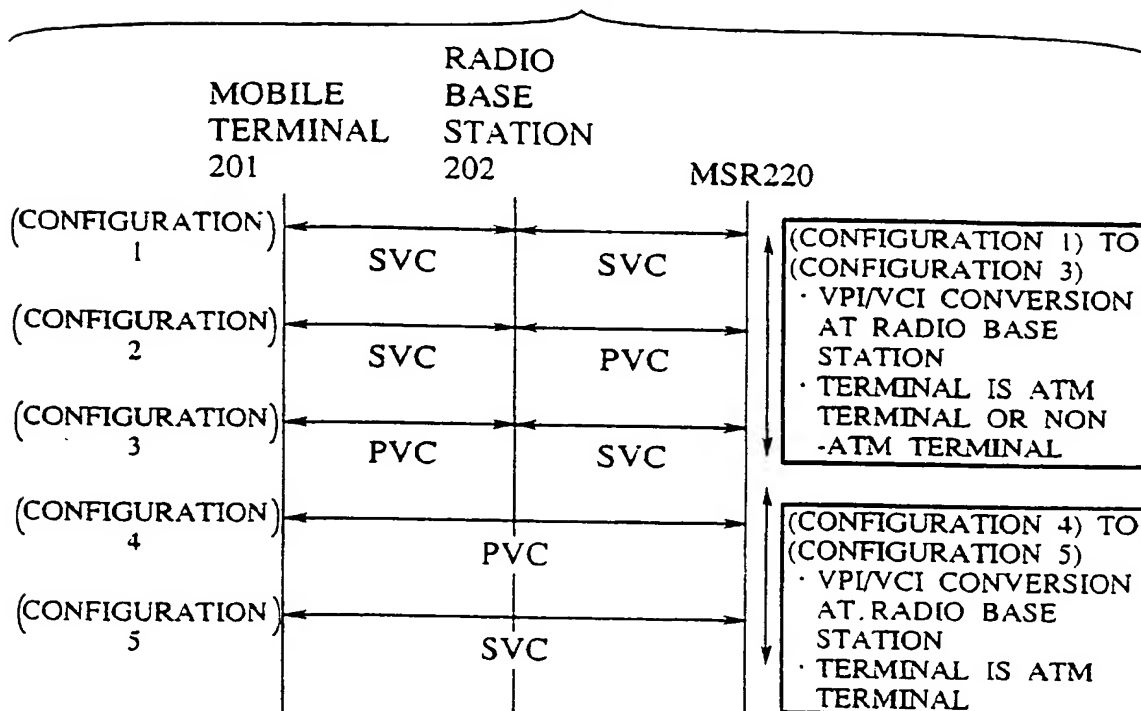 MOBILE
TERMINAL
201
RADIO
BASE
STATION
202
MSR220
(CONFIGURATION)
1
SVC
SVC
(CONFIGURATION)
2
SVC
PVC
(CONFIGURATION)
3
PVC
SVC
(CONFIGURATION)
4
PVC
(CONFIGURATION)
5
SVC
(CONFIGURATION 1) TO
(CONFIGURATION 3)
· VPI/VCI CONVERSION
AT RADIO BASE
STATION
· TERMINAL IS ATM
TERMINAL OR NON
-ATM TERMINAL
(CONFIGURATION 4) TO
(CONFIGURATION 5)
· VPI/VCI CONVERSION
AT.RADIO BASE
STATION
· TERMINAL IS ATM
TERMINAL